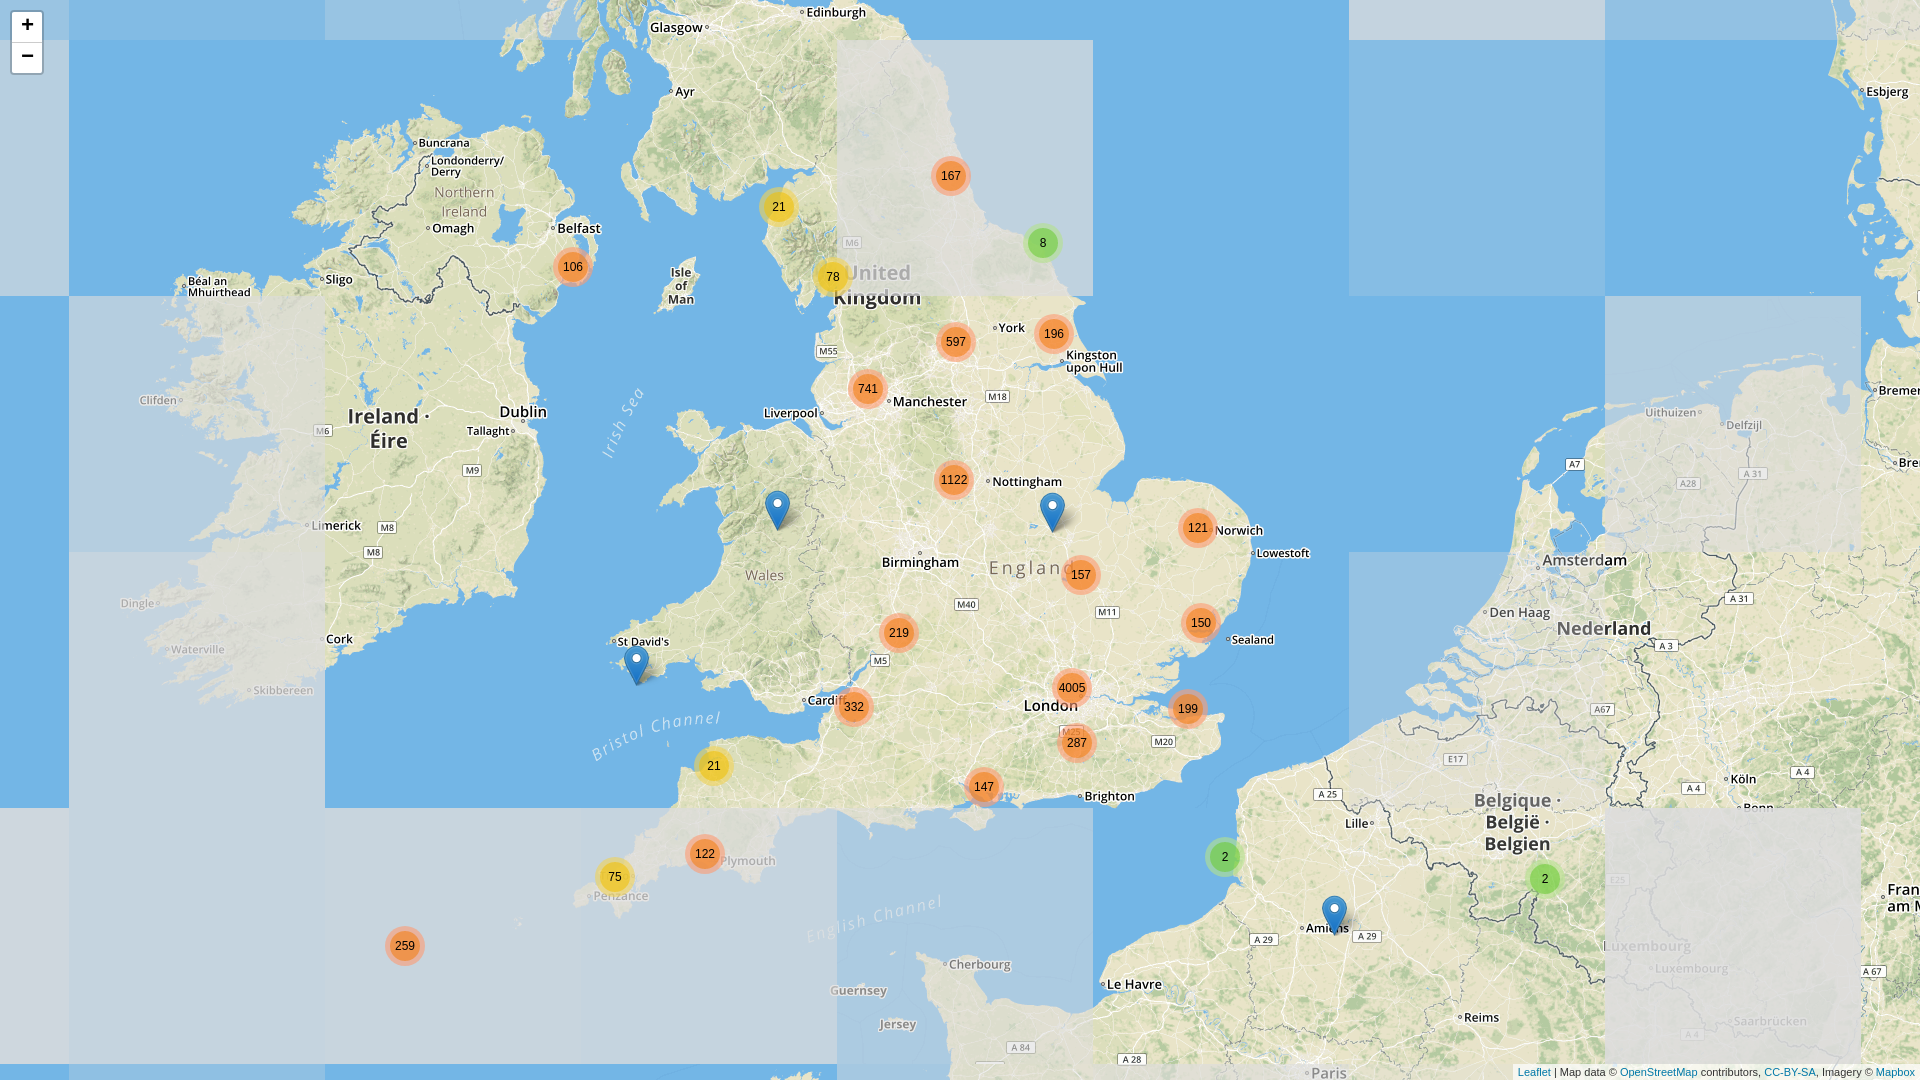 +
−
Edinburgh
Glasgow
Ayr
Esbjerg
Buncrana
Londonderry/
Derry
Northern
Ireland
Omagh
Belfast
167
21
8
106
78
M6
United
Kingdom
Isle
of
Man
Sligo
Béal an
Mhuirthead
York
196
597
Kingston
upon Hull
M55
741
Manchester
M18
Liverpool
Bremer
Clifden
Ireland ·
Éire
Dublin
Tallaght
M6
M9
Irish Sea
Uithuizen
Delfzijl
A7
A 31
A28
Bre
1122
Nottingham
Limerick
M8
M8
121
Norwich
Lowestoft
Birmingham
England
157
Wales
Amsterdam
A 31
Dingle
M40
M11
Den Haag
150
Nederland
219
Sealand
Cork
St David's
Waterville
A 3
M5
Skibbereen
4005
Cardiff
332
London
199
A67
Bristol Channel
M25
287
M20
E17
21
147
Köln
A 4
A 4
Brighton
A 25
Bonn
Belgique ·
België ·
Belgien
Lille
122
Plymouth
2
75
Penzance
2
E25
Fran
am M
English Channel
Amiens
A 29
A 29
259
Luxembourg
Luxembourg
A 67
Cherbourg
Le Havre
Guernsey
Jersey
Reims
Saarbrücken
A 4
A 84
A 28
Paris
Leaflet | Map data © OpenStreetMap contributors, CC-BY-SA, Imagery © Mapbox